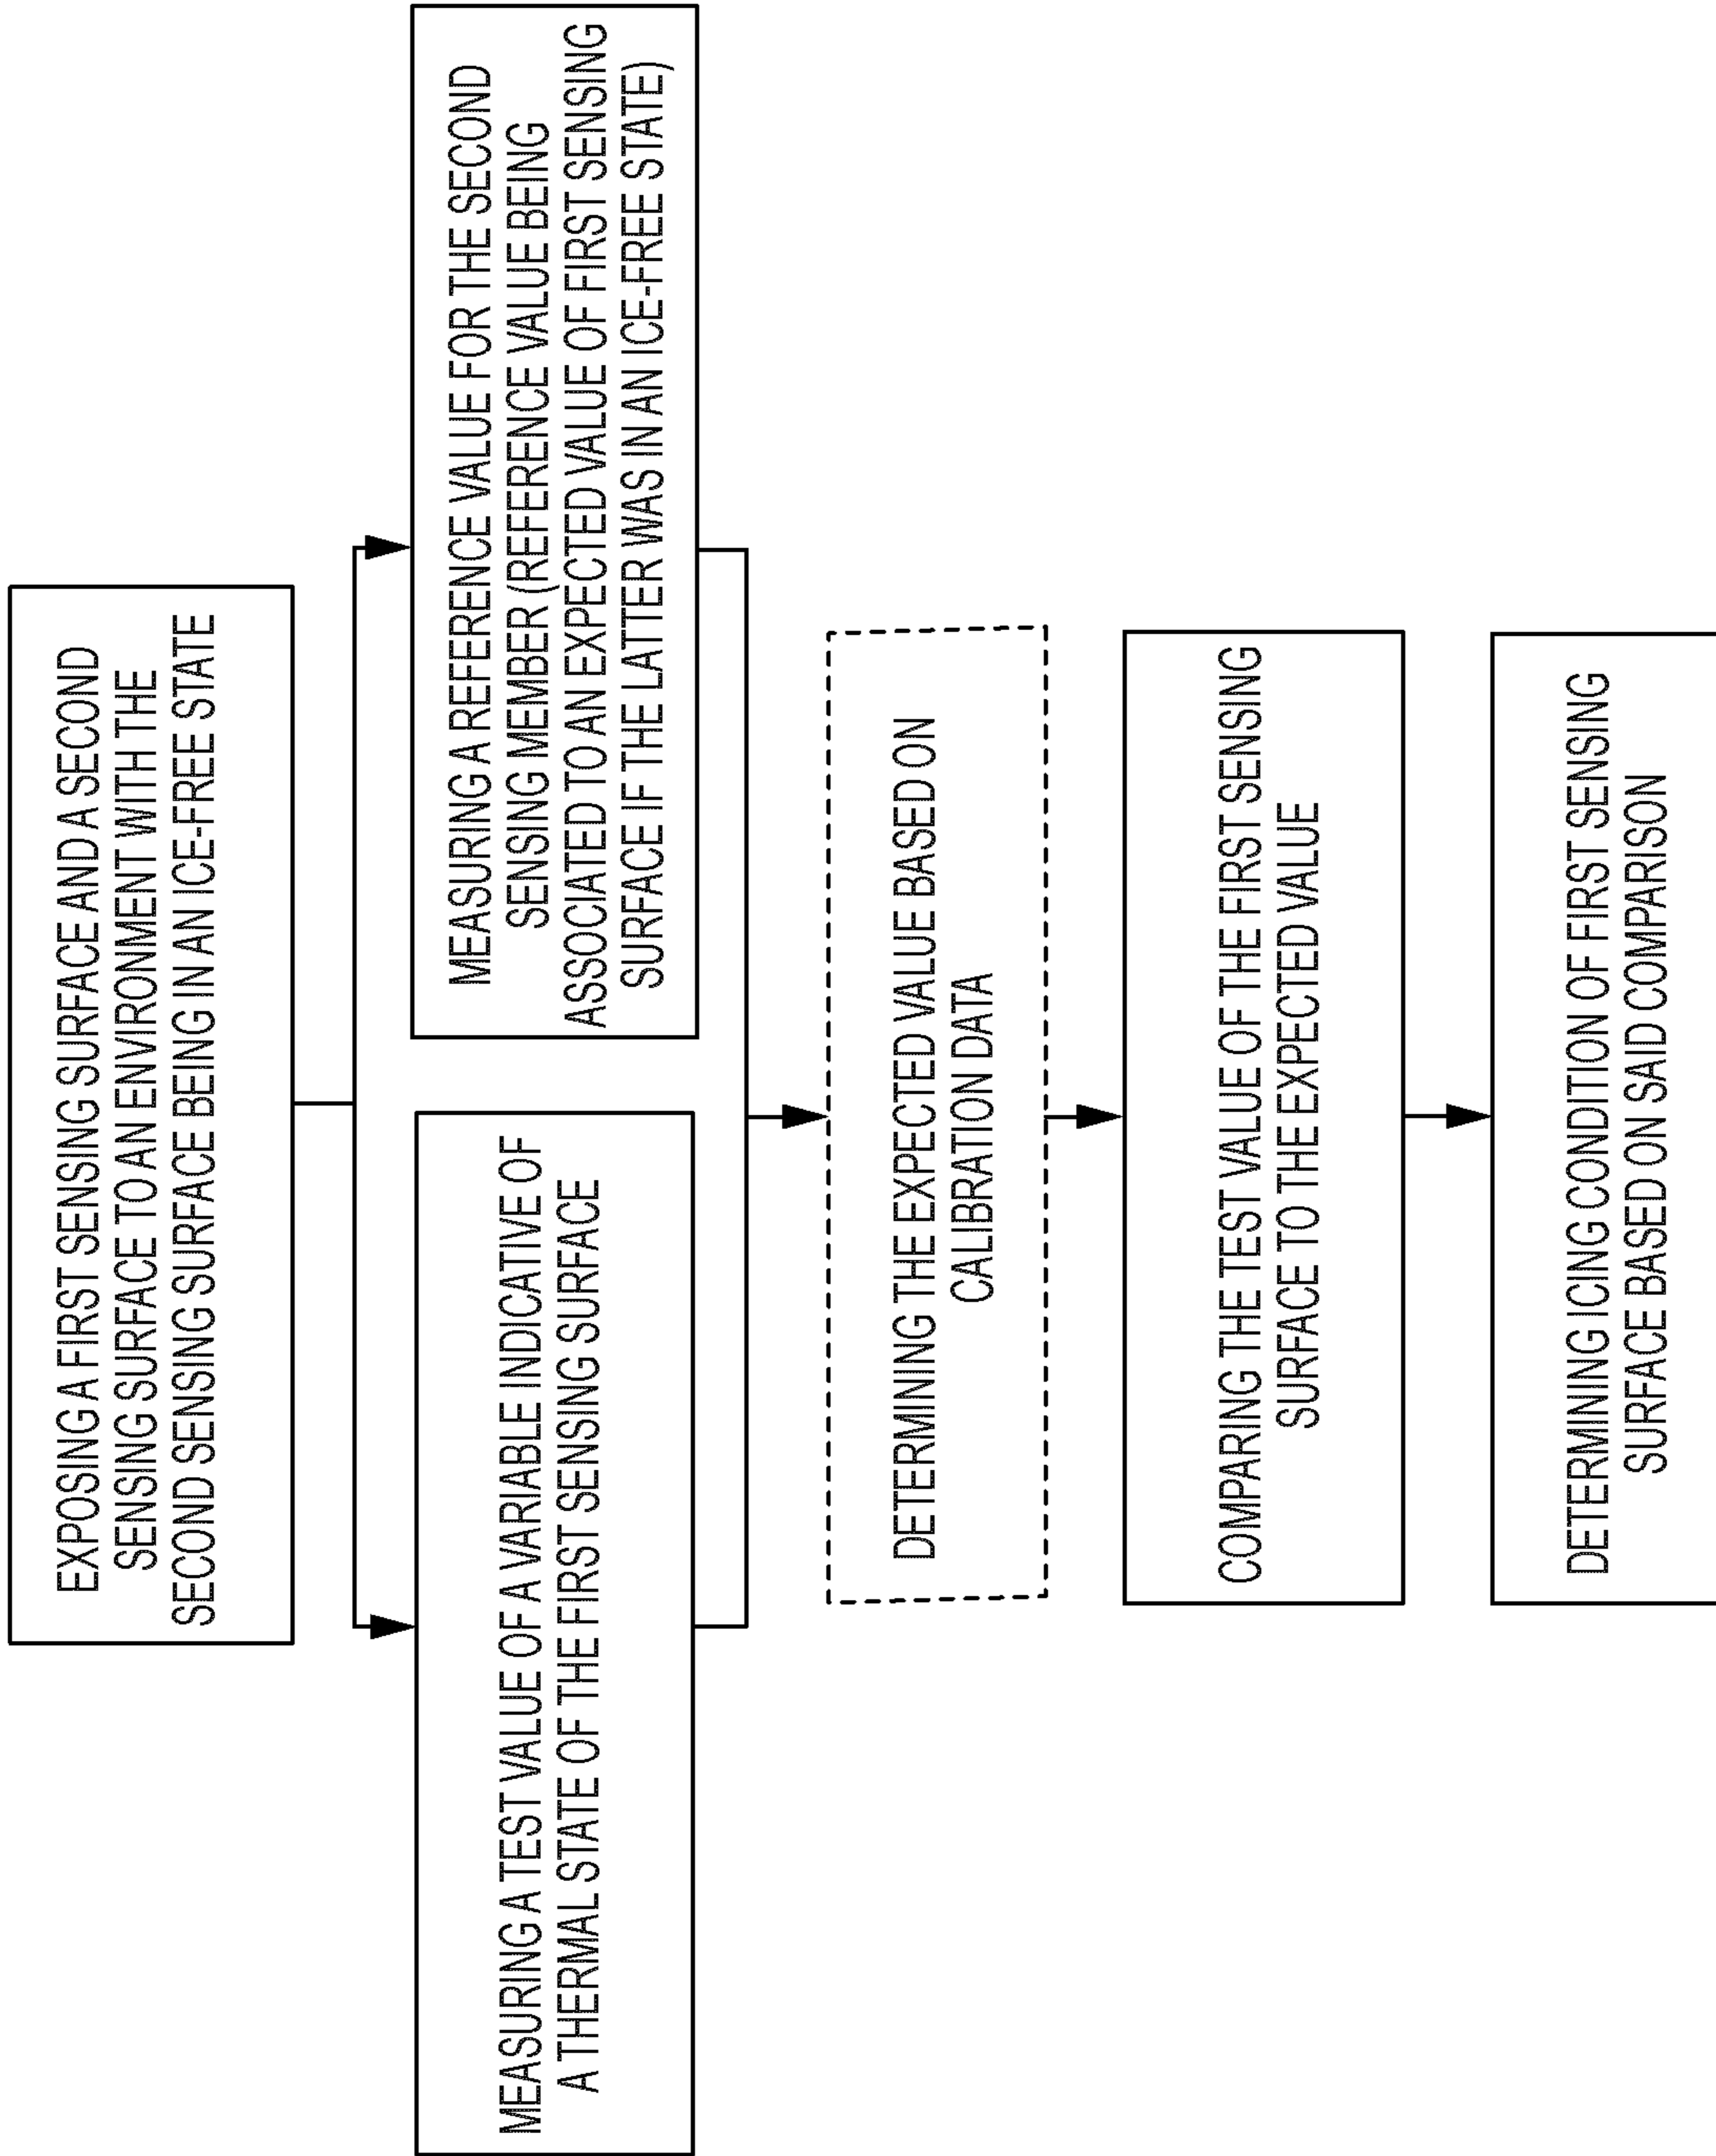 EXPOSING A FIRST SENSING SURFACE AND A SECOND
SENSING SURFACE TO AN ENVIRONMENT WITH THE
SECOND SENSING SURFACE BEING IN AN ICE-FREE STATE
MEASURING A TEST VALUE OF A VARIABLE INDICATIVE OF
A THERMAL STATE OF THE FIRST SENSING SURFACE
MEASURING A REFERENCE VALUE FOR THE SECOND
SENSING MEMBER (REFERENCE VALUE BEING
ASSOCIATED TO AN EXPECTED VALUE OF FIRST SENSING
SURFACE IF THE LATTER WAS IN AN ICE-FREE STATE)
DETERMINING THE EXPECTED VALUE BASED ON
CALIBRATION DATA
COMPARING THE TEST VALUE OF THE FIRST SENSING
SURFACE TO THE EXPECTED VALUE
DETERMINING ICING CONDITION OF FIRST SENSING
SURFACE BASED ON SAID COMPARISON